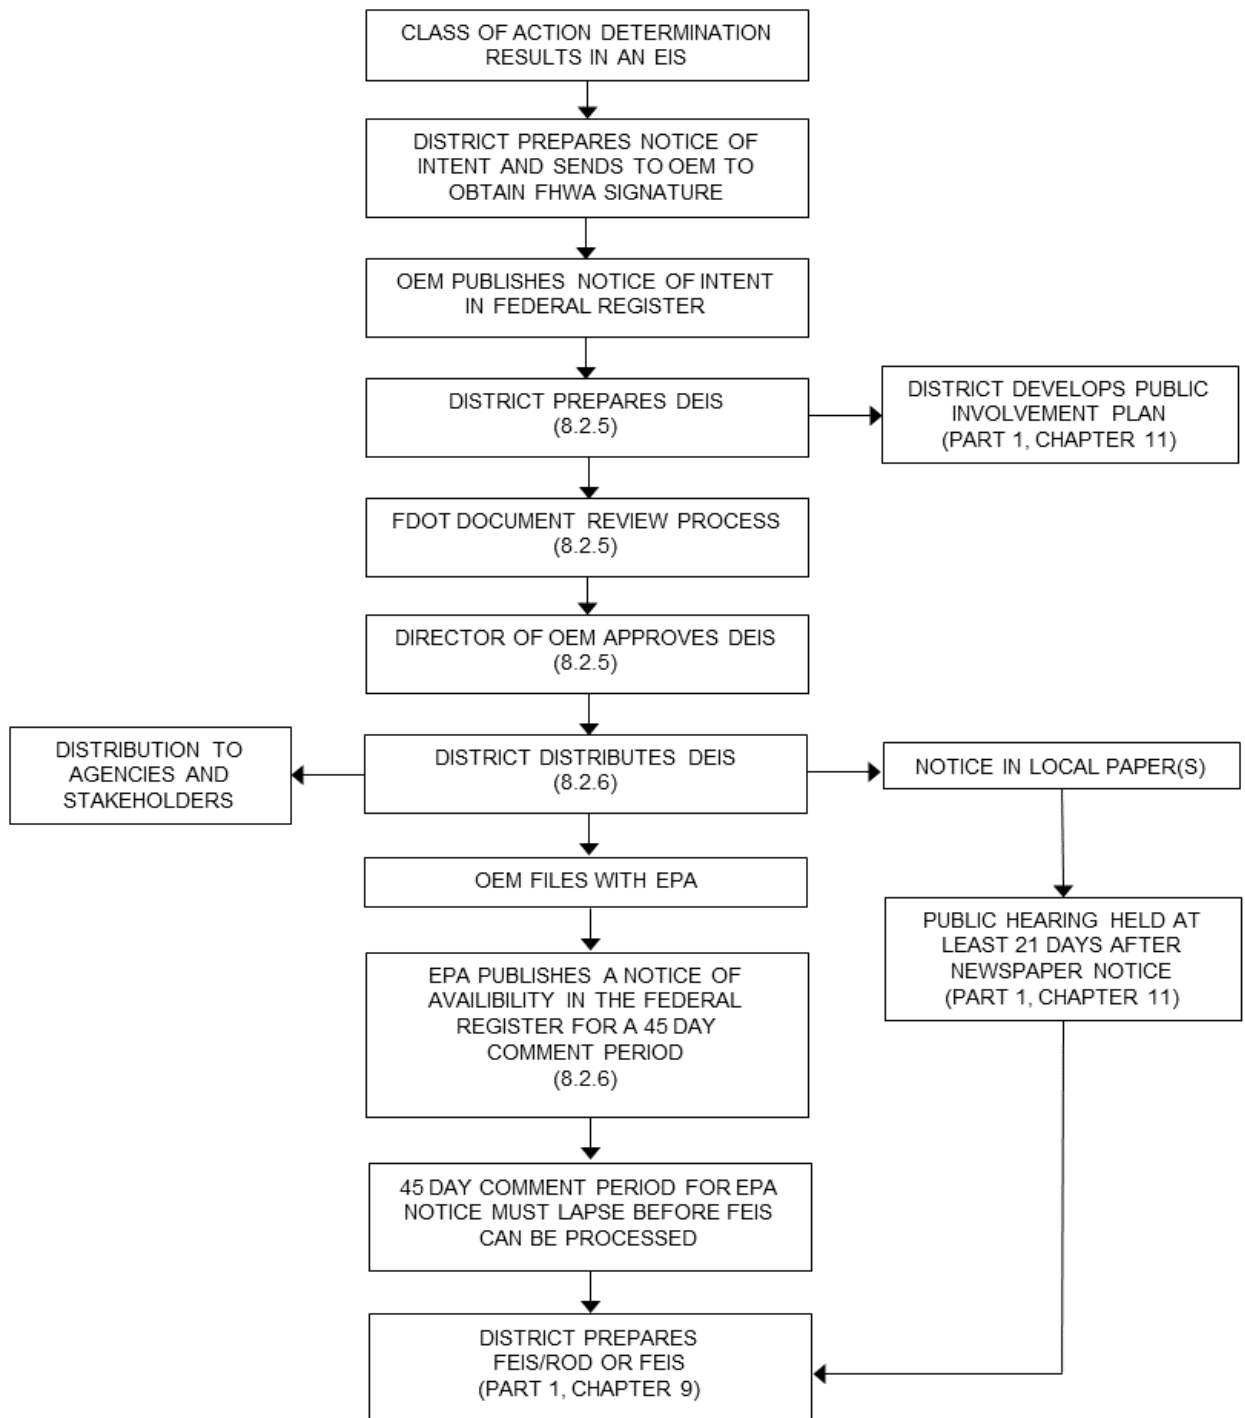 CLASS OF ACTION DETERMINATION
RESULTS IN AN EIS
DISTRICT PREPARES NOTICE OF
INTENT AND SENDS TO OEM TO
OBTAIN FHWA SIGNATURE
OEM PUBLISHES NOTICE OF INTENT
IN FEDERAL REGISTER
DISTRICT PREPARES DEIS
(8.2.5)
DISTRICT DEVELOPS PUBLIC
INVOLVEMENT PLAN
(PART 1, CHAPTER 11)
FDOT DOCUMENT REVIEW PROCESS
(8.2.5)
DIRECTOR OF OEM APPROVES DEIS
(8.2.5)
DISTRIBUTION TO
AGENCIES AND
STAKEHOLDERS
DISTRICT DISTRIBUTES DEIS
(8.2.6)
NOTICE IN LOCAL PAPER(S)
OEM FILES WITH EPA
PUBLIC HEARING HELD AT
LEAST 21 DAYS AFTER
NEWSPAPER NOTICE
(PART 1, CHAPTER 11)
EPA PUBLISHES A NOTICE OF
AVAILIBILITY IN THE FEDERAL
REGISTER FOR A 45 DAY
COMMENT PERIOD
(8.2.6)
45 DAY COMMENT PERIOD FOR EPA
NOTICE MUST LAPSE BEFORE FEIS
CAN BE PROCESSED
DISTRICT PREPARES
FEIS/ROD OR FEIS
(PART 1, CHAPTER 9)